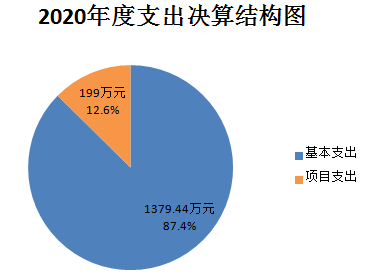 2020年度支出决算结构图
199万元
12.6%
1379.44万元
87.4%
基本支出
项目支出